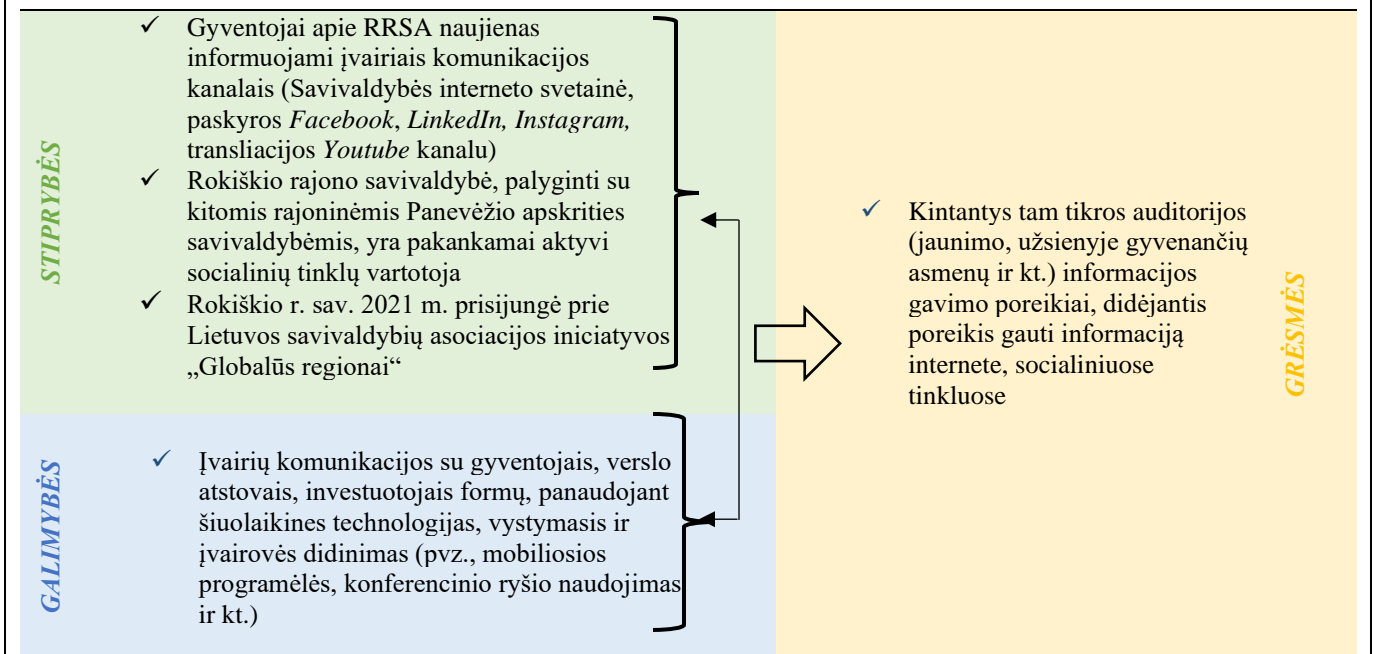 STIPRYBĖS
✓ Gyventojai apie RRSA naujienas
informuojami įvairiais komunikacijos
kanalais (Savivaldybės interneto svetainė,
paskyros Facebook, LinkedIn, Instagram,
transliacijos Youtube kanalu)
✓ Rokiškio rajono savivaldybė, palyginti su
kitomis rajoninėmis Panevėžio apskrities
savivaldybėmis, yra pakankamai aktyvi
socialinių tinklų vartotoja
✓ Rokiškio r. sav. 2021 m. prisijungė prie
Lietuvos savivaldybių asociacijos iniciatyvos
„Globalūs regionai“
GALIMYBĖS
✓ Įvairių komunikacijos su gyventojais, verslo
atstovais, investuotojais formų, panaudojant
šiuolaikines technologijas, vystymasis ir
įvairovės didinimas (pvz., mobiliosios
programėlės, konferencinio ryšio naudojimas
ir kt.)
✓ Kintantys tam tikros auditorijos
(jaunimo, užsienyje gyvenančių
asmenų ir kt.) informacijos
gavimo poreikiai, didėjantis
poreikis gauti informaciją
internete, socialiniuose
tinkluose
GRĖSMĖS